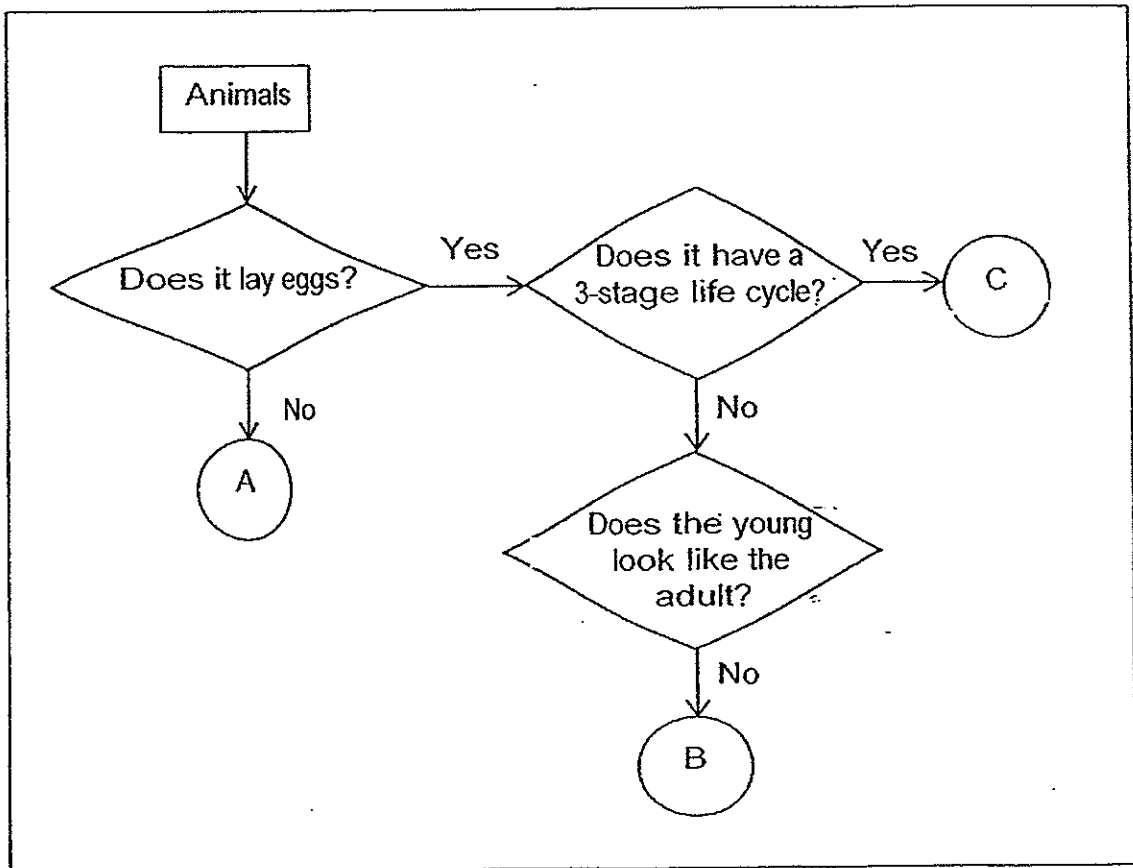 Animals
Does it lay eggs?
Yes
Does it have a
3-stage life cycle?
Yes
C
No
A
No
Does the young
look like the
adult?
No
B